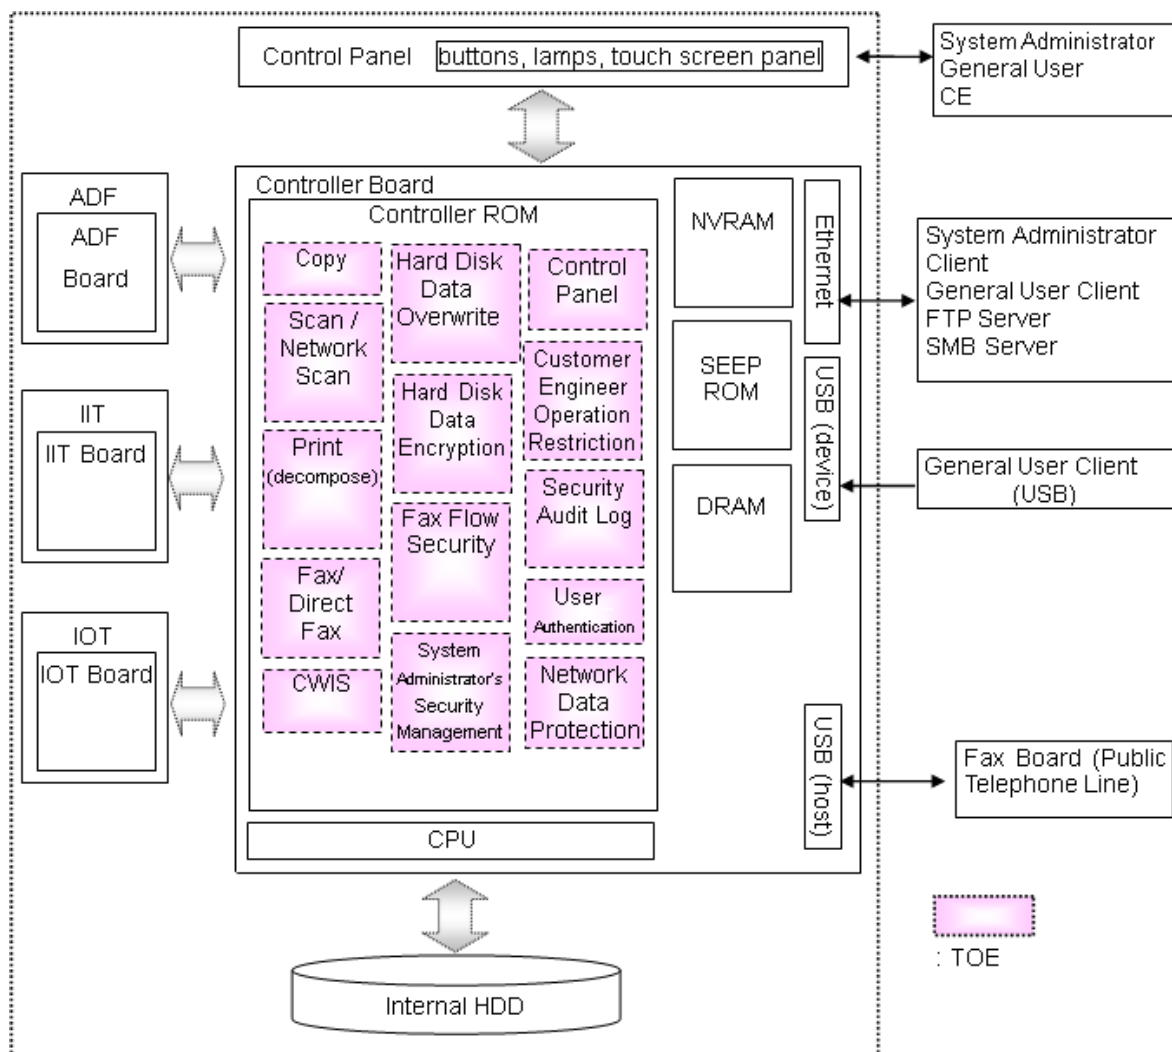 Control Panel
buttons, lamps, touch screen panel
System Administrator
General User
CE
ADF
ADF
Board
IIT
IIT Board
IOT
IOT Board
Controller Board
Controller ROM
Copy
Scan /
Network
Scan
Print
(decompose)
Fax/
Direct
Fax
CWIS
Hard Disk
Data
Overwrite
Hard Disk
Data
Encryption
Fax Flow
Security
System
Administrator's
Security
Management
Control
Panel
Customer
Engineer
Operation
Restriction
Security
Audit Log
User
Authentication
Network
Data
Protection
NVRAM
SEEP
ROM
DRAM
Ethernet
USB (device)
USB (host)
CPU
Internal HDD
System Administrator
Client
General User Client
FTP Server
SMB Server
General User Client
(USB)
Fax Board (Public
Telephone Line)
: TOE